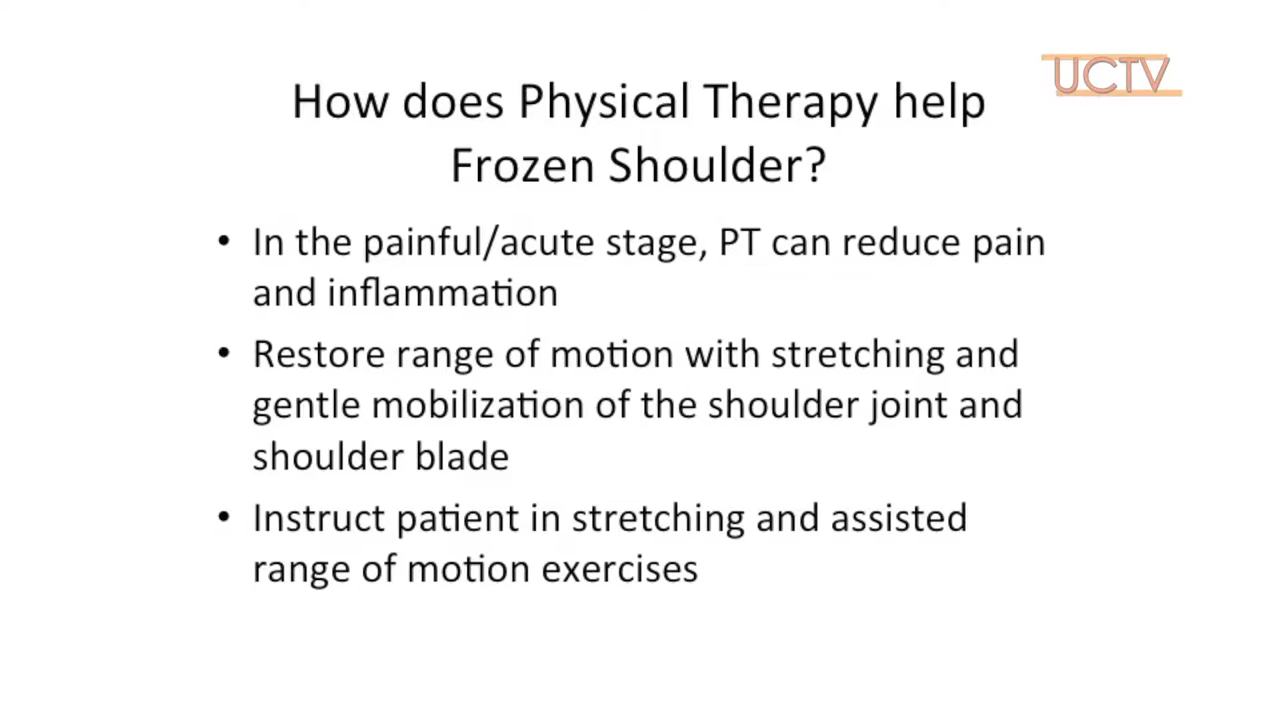 UCTV
How does Physical Therapy help
Frozen Shoulder?
• In the painful/acute stage, PT can reduce pain
and inflammation
• Restore range of motion with stretching and
gentle mobilization of the shoulder joint and
shoulder blade
• Instruct patient in stretching and assisted
range of motion exercises